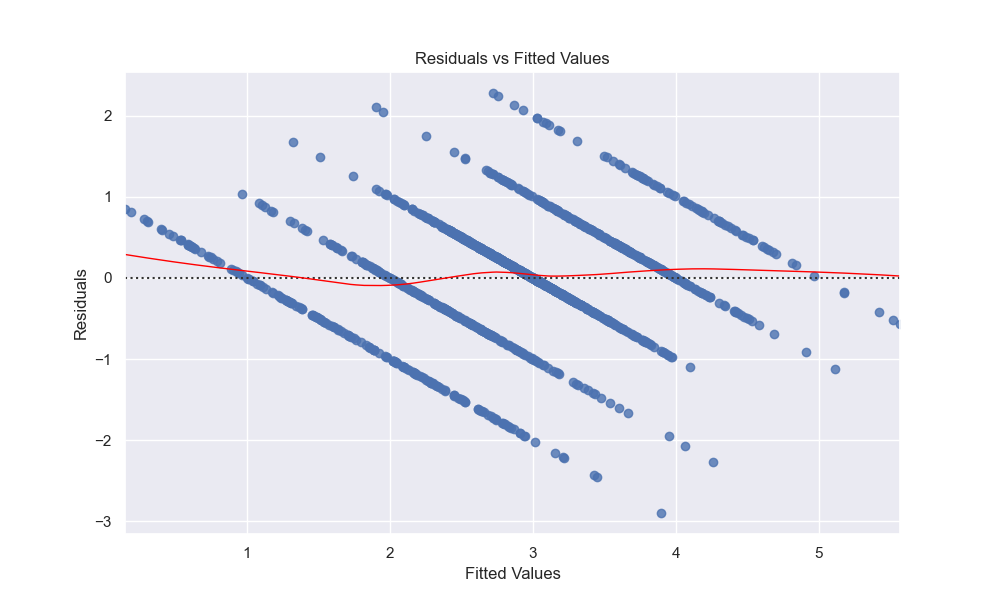 Residuals vs Fitted Values
2
1
0
−1
−2
−3
Residuals
1 2 3 4 5
Fitted Values